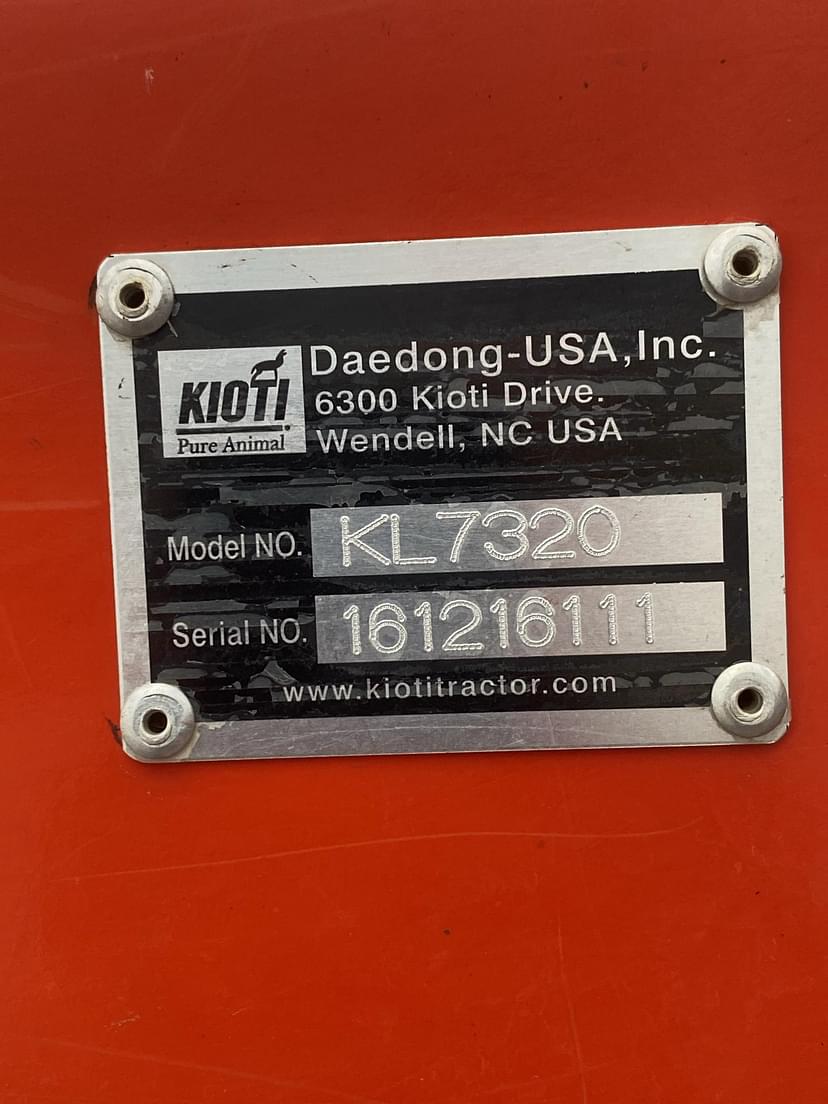 KIOTI
Pure Animal
Daedong-USA,Inc.
6300 Kioti Drive.
Wendell, NC USA
Model NO. KL7320
Serial NO. 161216111
www.kiotitractor.com